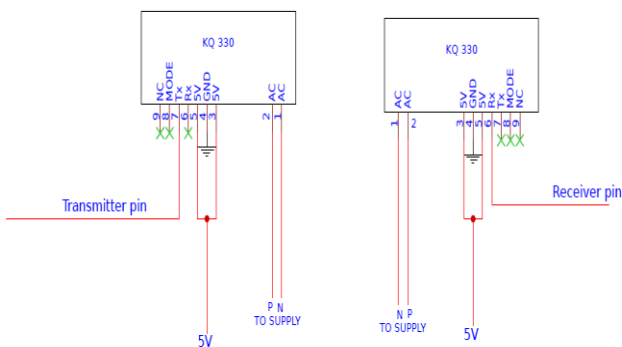 KQ 330
NC
MODE
Tx
Rx
5V
GND
5V
AC
AC
9
8
7
6
5
4
3
2
1
Transmitter pin
P N
TO SUPPLY
5V
KQ 330
AC
AC
5V
GND
5V
Rx
Tx
MODE
NC
1
2
3
4
5
6
7
8
9
Receiver pin
N P
TO SUPPLY
5V